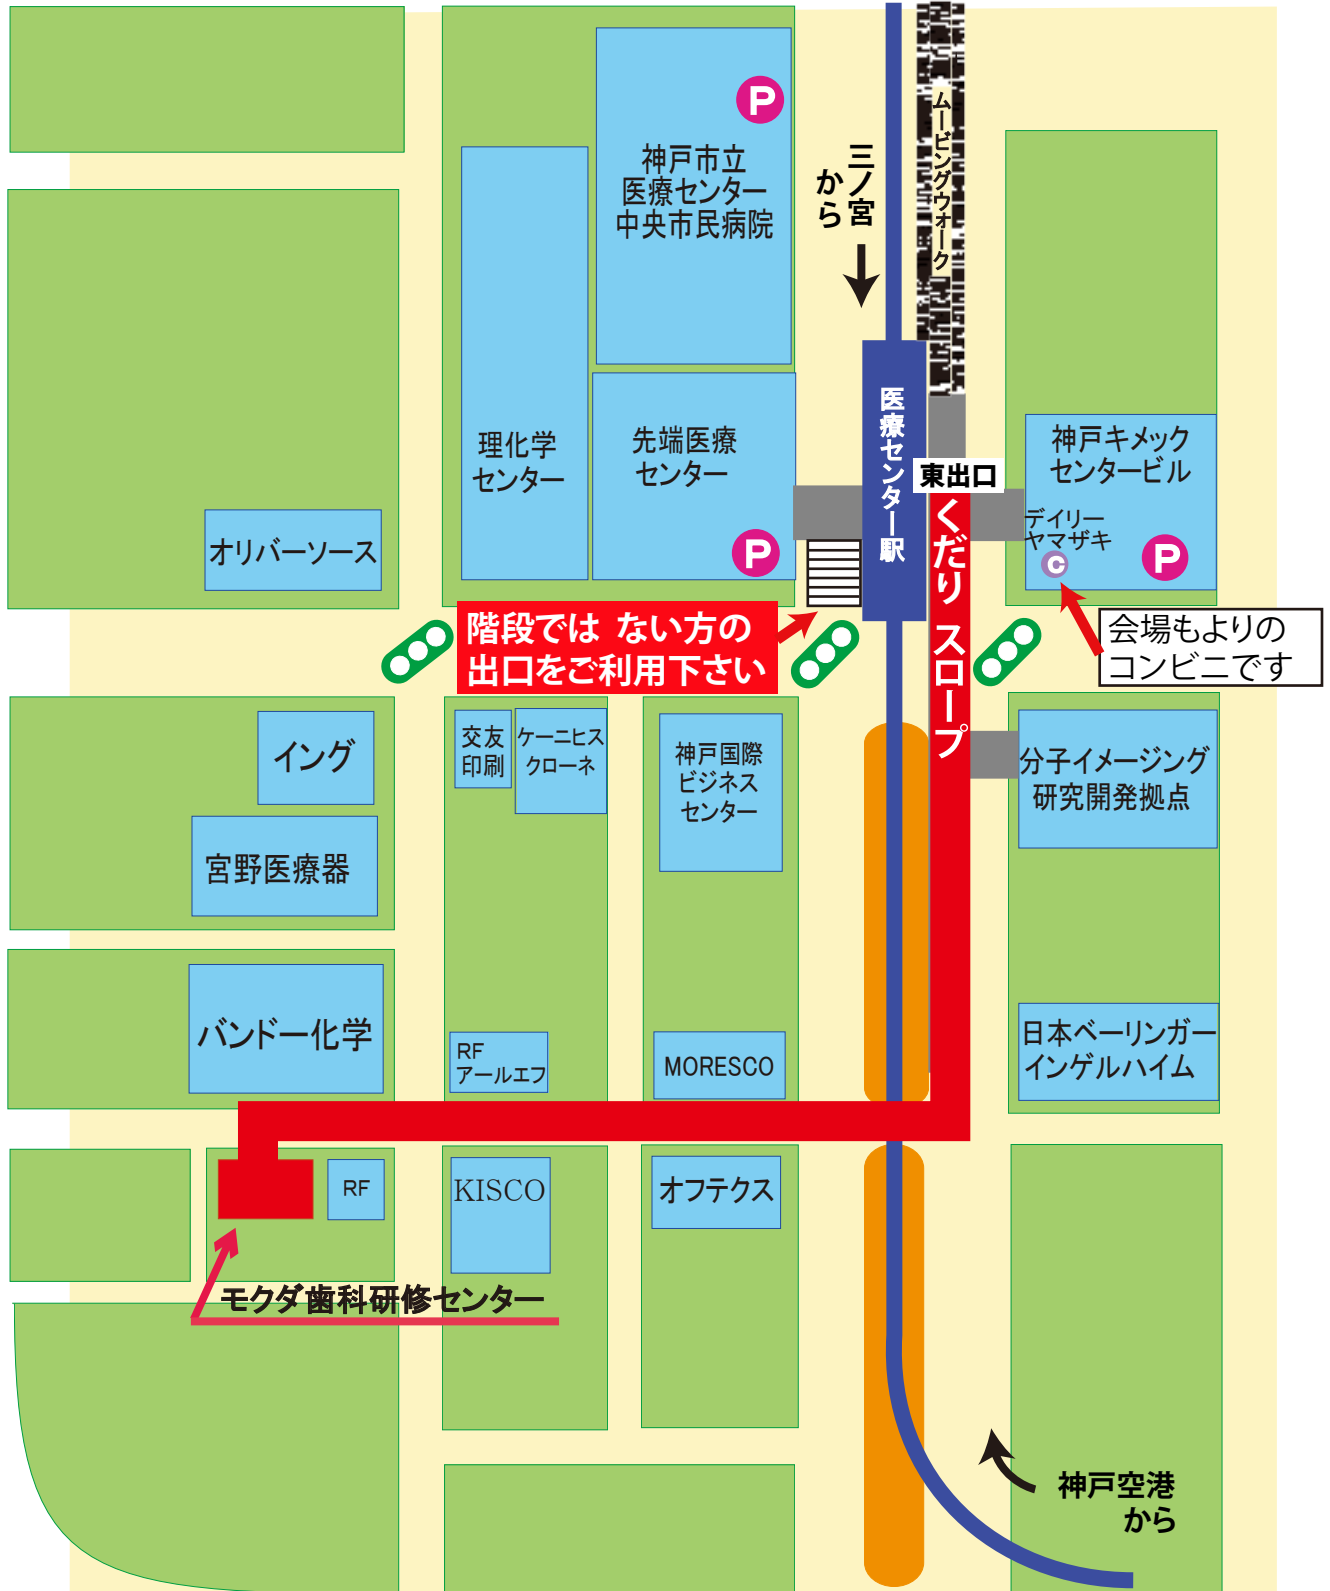 P
神戸市立
医療センター
中央市民病院
三ノ宮
から
ムービングウォーク
理化学
センター
先端医療
センター
P
医療センター駅
東出口
くだり スロープ
神戸キメック
センタービル
デイリー
ヤマザキ
C
P
オリバーソース
階段では ない方の
出口をご利用下さい
会場もよりの
コンビニです
イング
交友
印刷
ケーニヒス
クローネ
神戸国際
ビジネス
センター
分子イメージング
研究開発拠点
宮野医療器
バンドー化学
RF
アールエフ
MORESCO
日本ベーリンガー
インゲルハイム
RF
KISCO
オフテクス
モクダ歯科研修センター
神戸空港
から